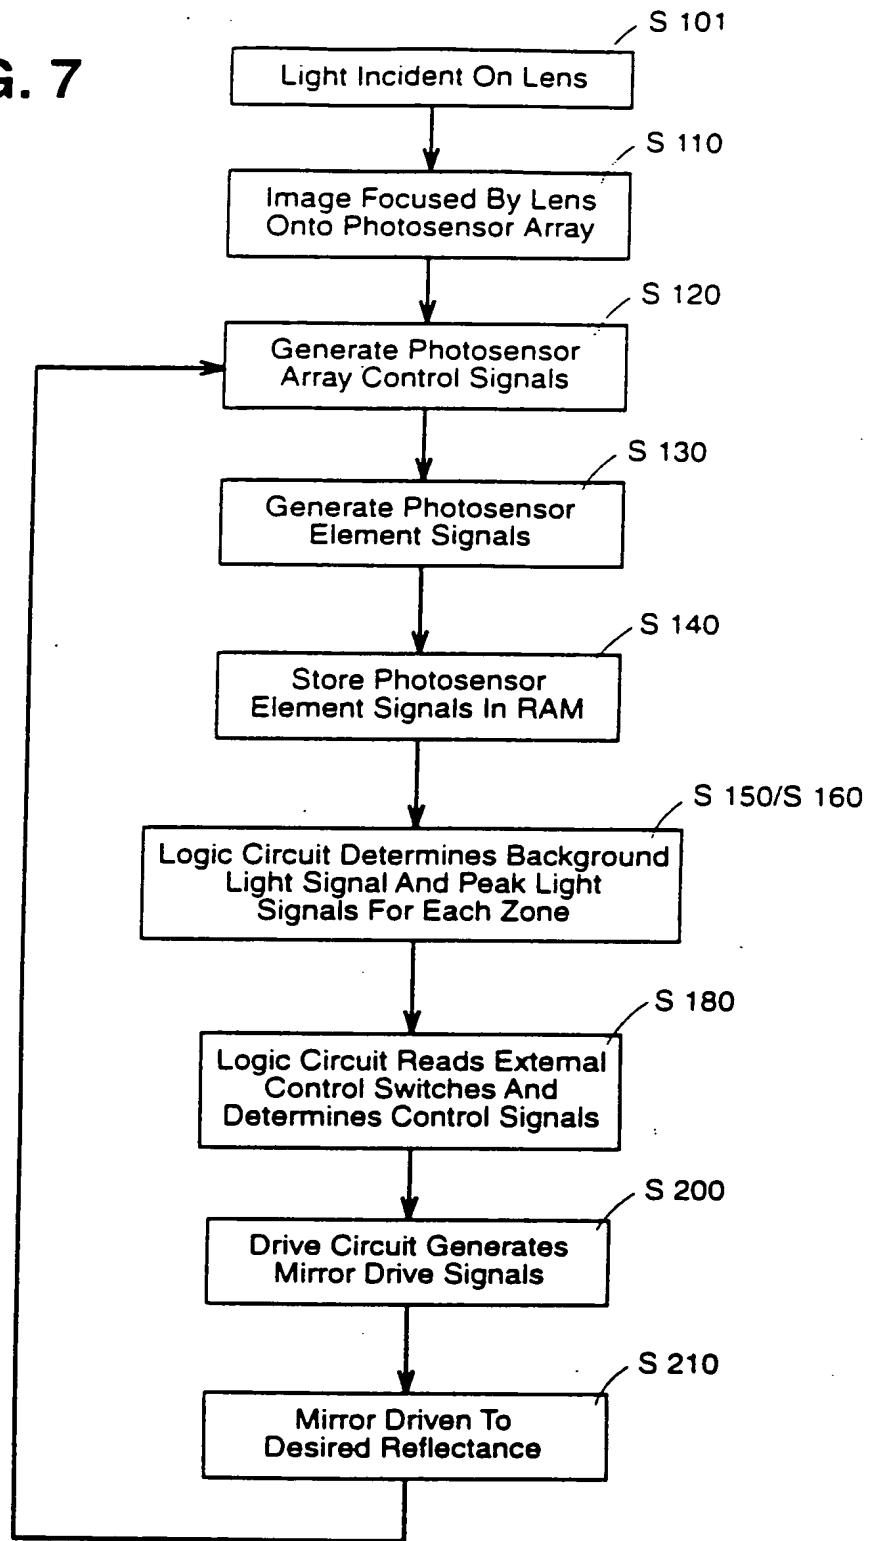 G. 7
S 101
Light Incident On Lens
S 110
Image Focused By Lens
Onto Photosensor Array
S 120
Generate Photosensor
Array Control Signals
S 130
Generate Photosensor
Element Signals
S 140
Store Photosensor
Element Signals In RAM
S 150/S 160
Logic Circuit Determines Background
Light Signal And Peak Light
Signals For Each Zone
S 180
Logic Circuit Reads External
Control Switches And
Determines Control Signals
S 200
Drive Circuit Generates
Mirror Drive Signals
S 210
Mirror Driven To
Desired Reflectance